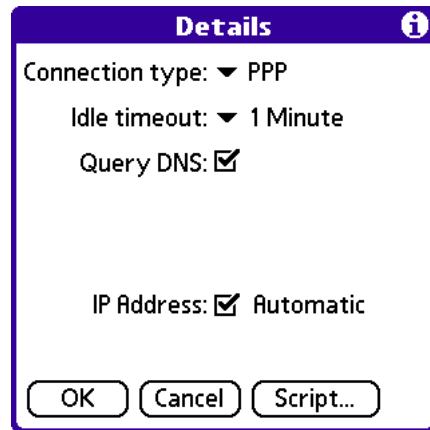 Details
Connection type: PPP
Idle timeout: 1 Minute
Query DNS:
IP Address: Automatic
OK Cancel Script...